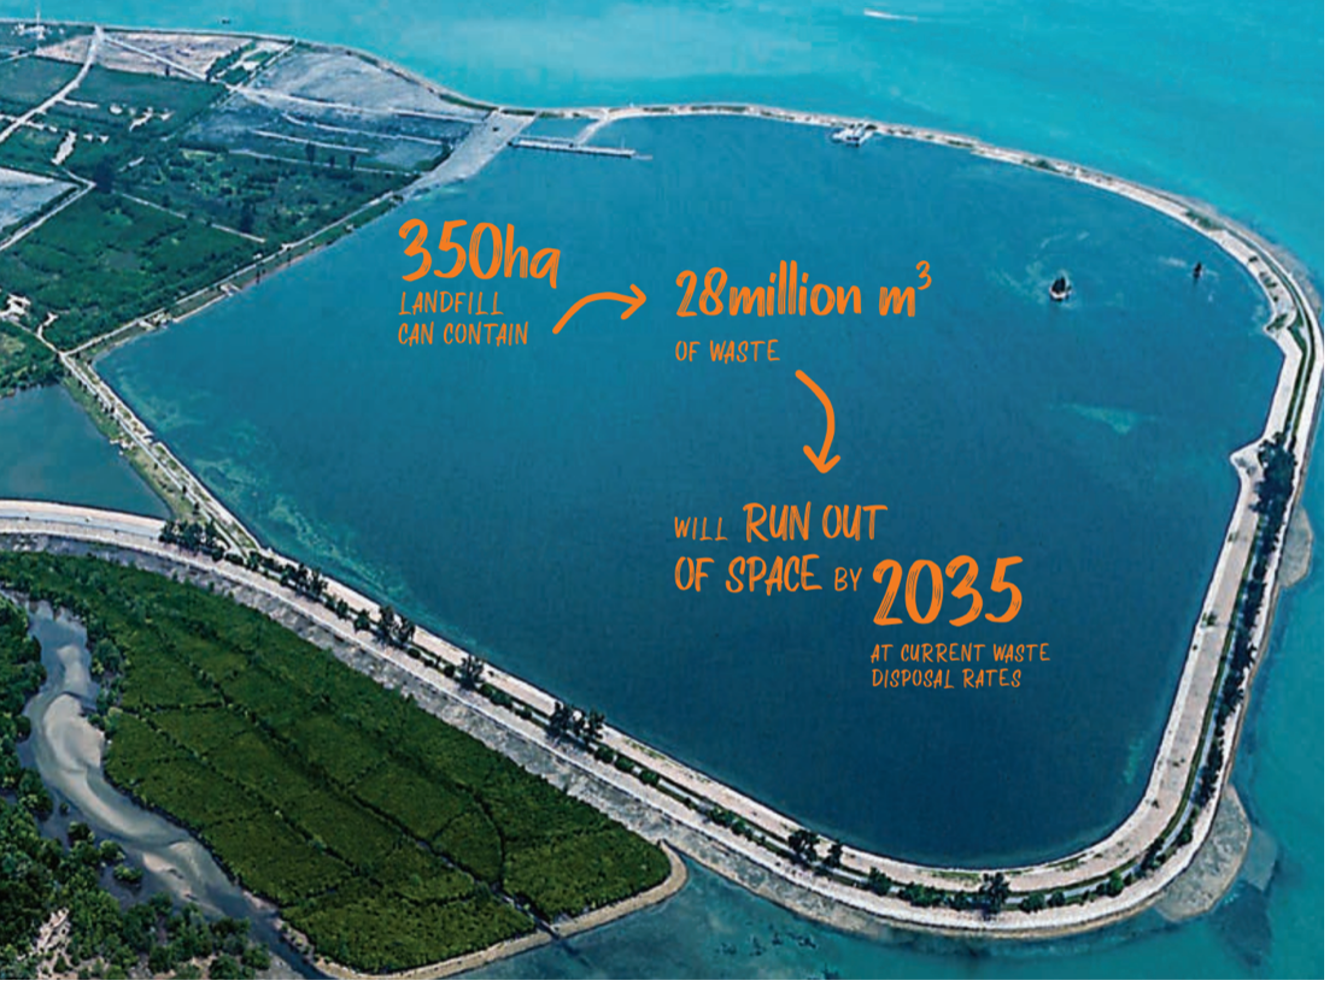 350ha
LANDFILL
CAN CONTAIN
28million m³
OF WASTE
WILL RUN OUT
OF SPACE BY 2035
AT CURRENT WASTE
DISPOSAL RATES